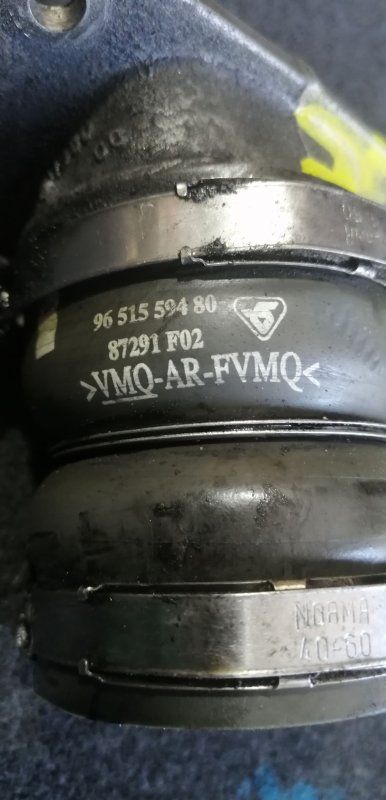 96 515 594 80
87291 F02
>VMQ-AR-FVMQ<
NORMA
40-60